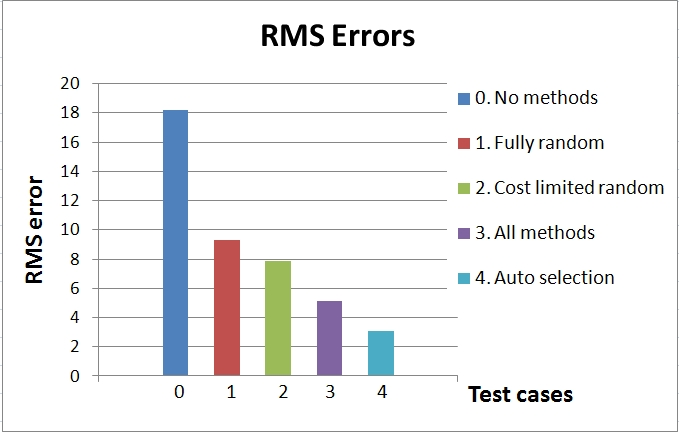 RMS Errors
RMS error
20
18
16
14
12
10
8
6
4
2
0
0 1 2 3 4
Test cases
0. No methods
1. Fully random
2. Cost limited random
3. All methods
4. Auto selection